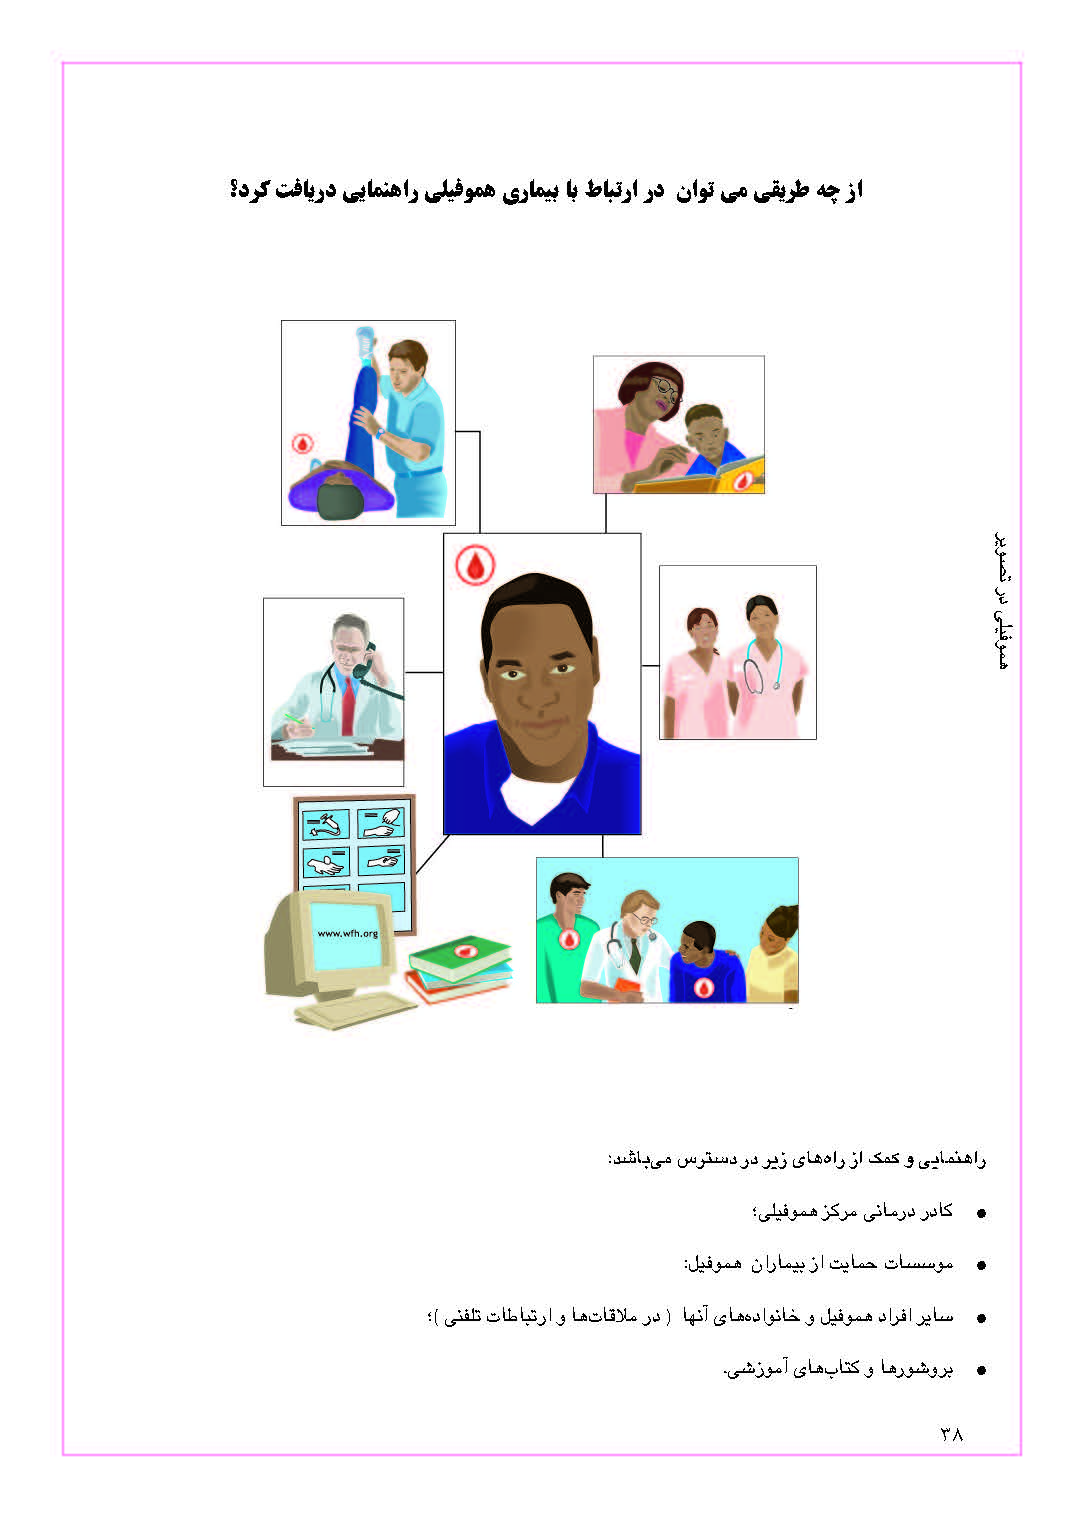 از چه طریقی می توان در ارتباط با بیماری هموفیلی راهنمایی دریافت کرد؟
هموفیلی در تصویر
www.wfh.org
راهنمایی و کمک از راه‌های زیر در دسترس می‌باشد:
● کادر درمانی مرکز هموفیلی؛
● موسسات حمایت از بیماران هموفیل:
● سایر افراد هموفیل و خانواده‌های آنها ( در ملاقات‌ها و ارتباطات تلفنی )؛
● بروشورها و کتاب‌های آموزشی.
۳۸